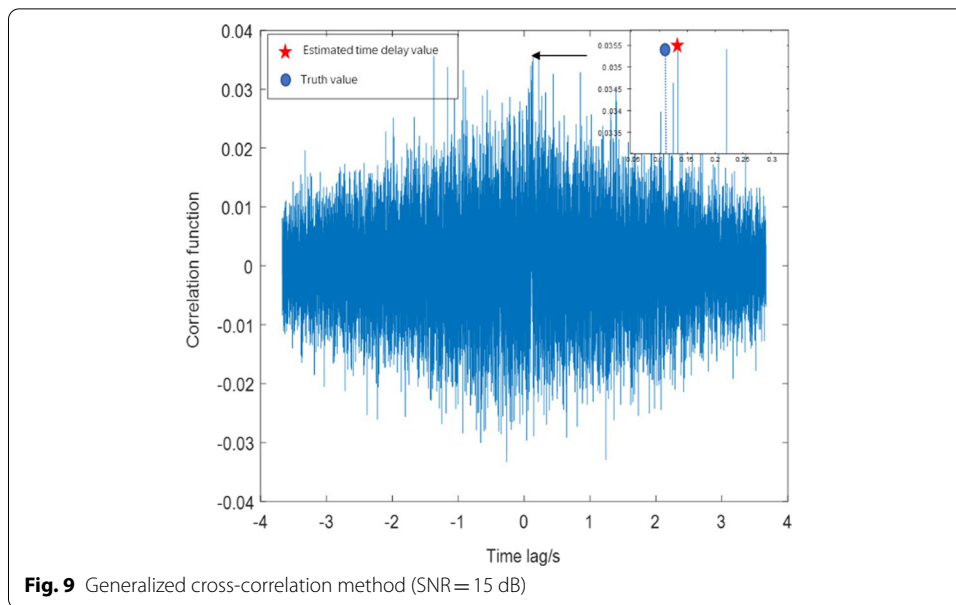 0.04
Estimated time delay value
Truth value
0.03
0.02
0.01
0
-0.01
-0.02
-0.03
-0.04
Correlation function
0.0355
0.035
0.0345
0.034
0.0335
0.05 0.1 0.15 0.2 0.25 0.3
-4 -3 -2 -1 0 1 2 3 4
Time lag/s
Fig. 9 Generalized cross-correlation method (SNR = 15 dB)